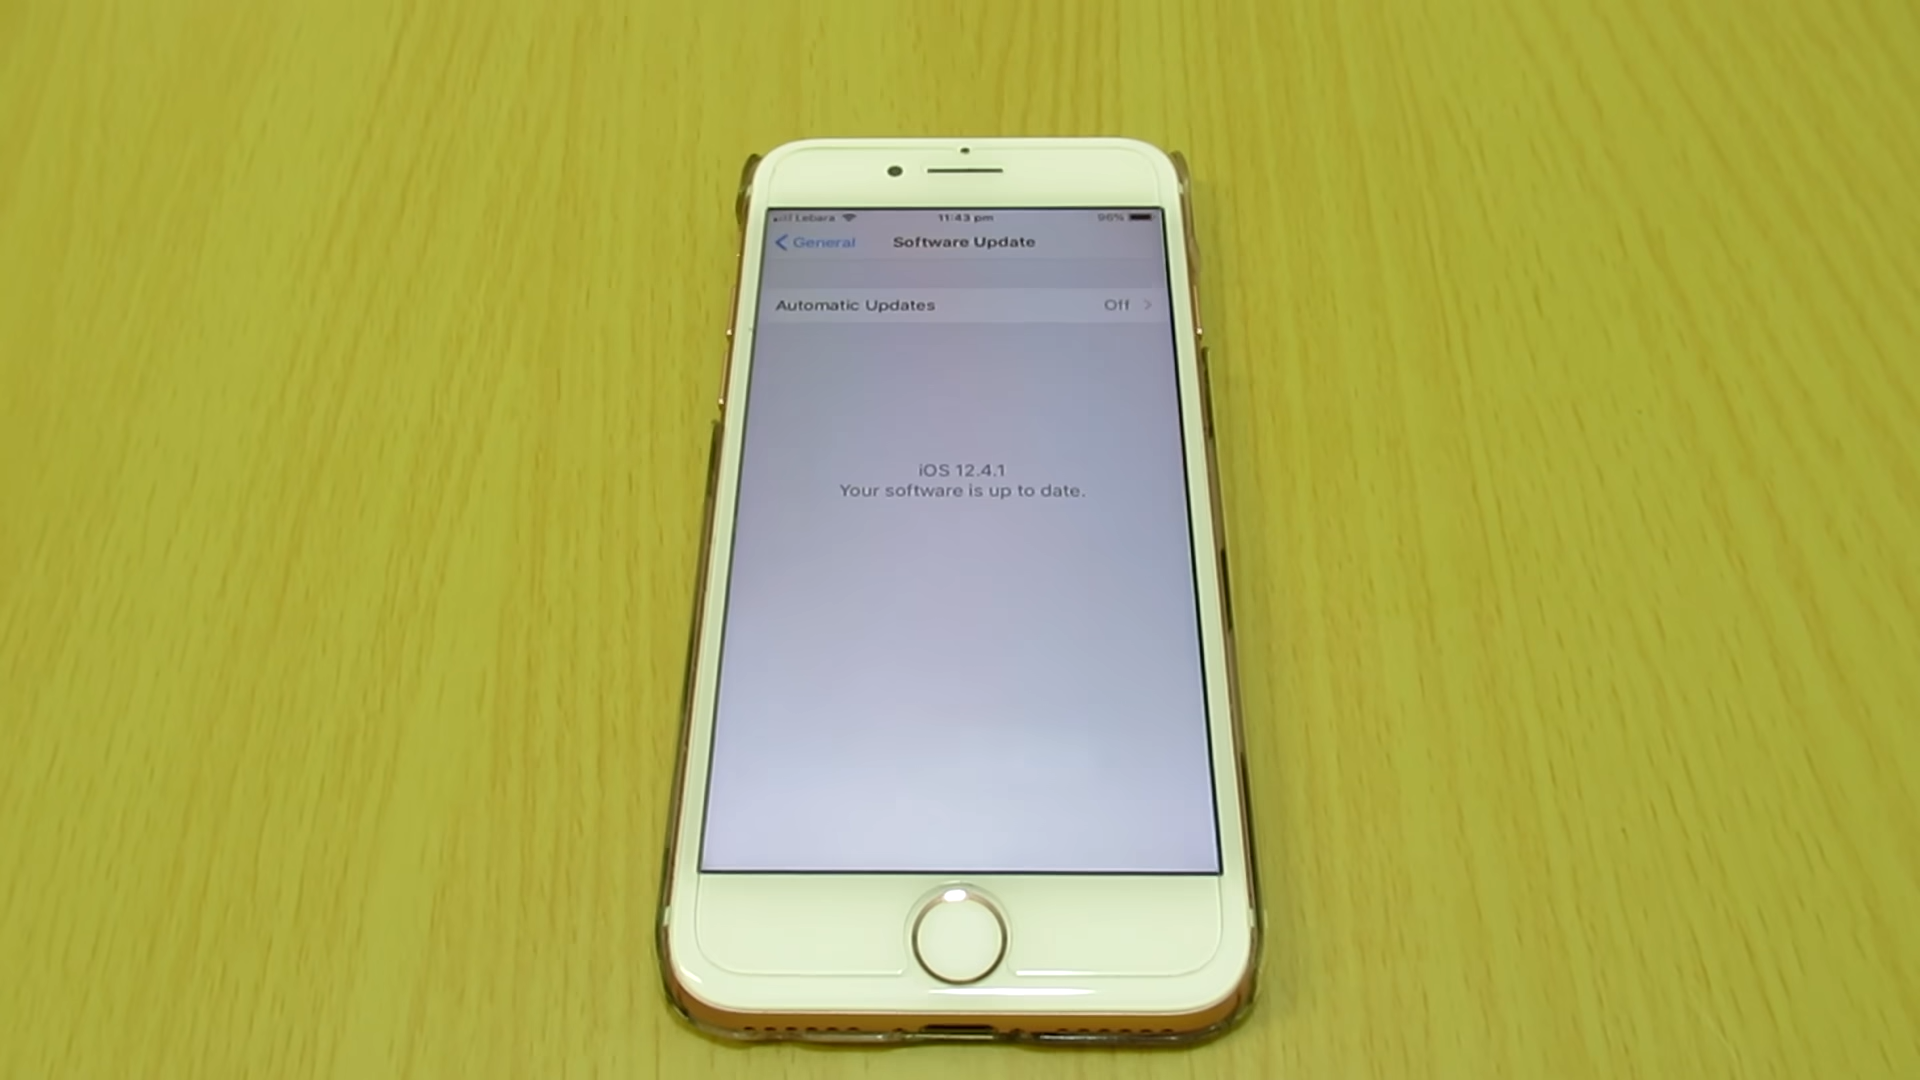 Lebara 11:43 pm 96%
General Software Update
Automatic Updates Off
iOS 12.4.1
Your software is up to date.